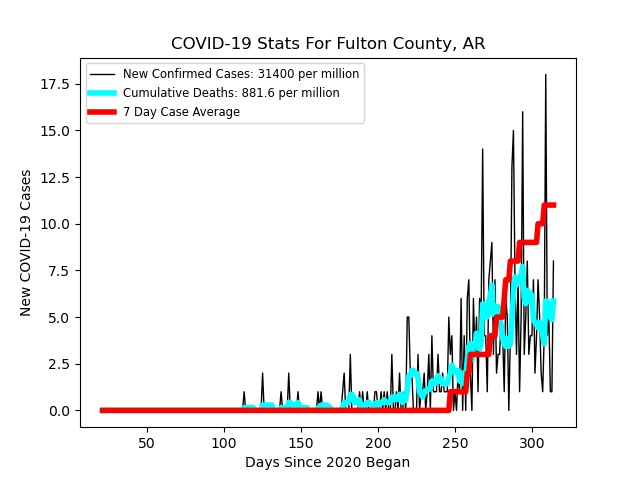 COVID-19 Stats For Fulton County, AR
New Confirmed Cases: 31400 per million
Cumulative Deaths: 881.6 per million
7 Day Case Average
New COVID-19 Cases
17.5
15.0
12.5
10.0
7.5
5.0
2.5
0.0
50 100 150 200 250 300
Days Since 2020 Began